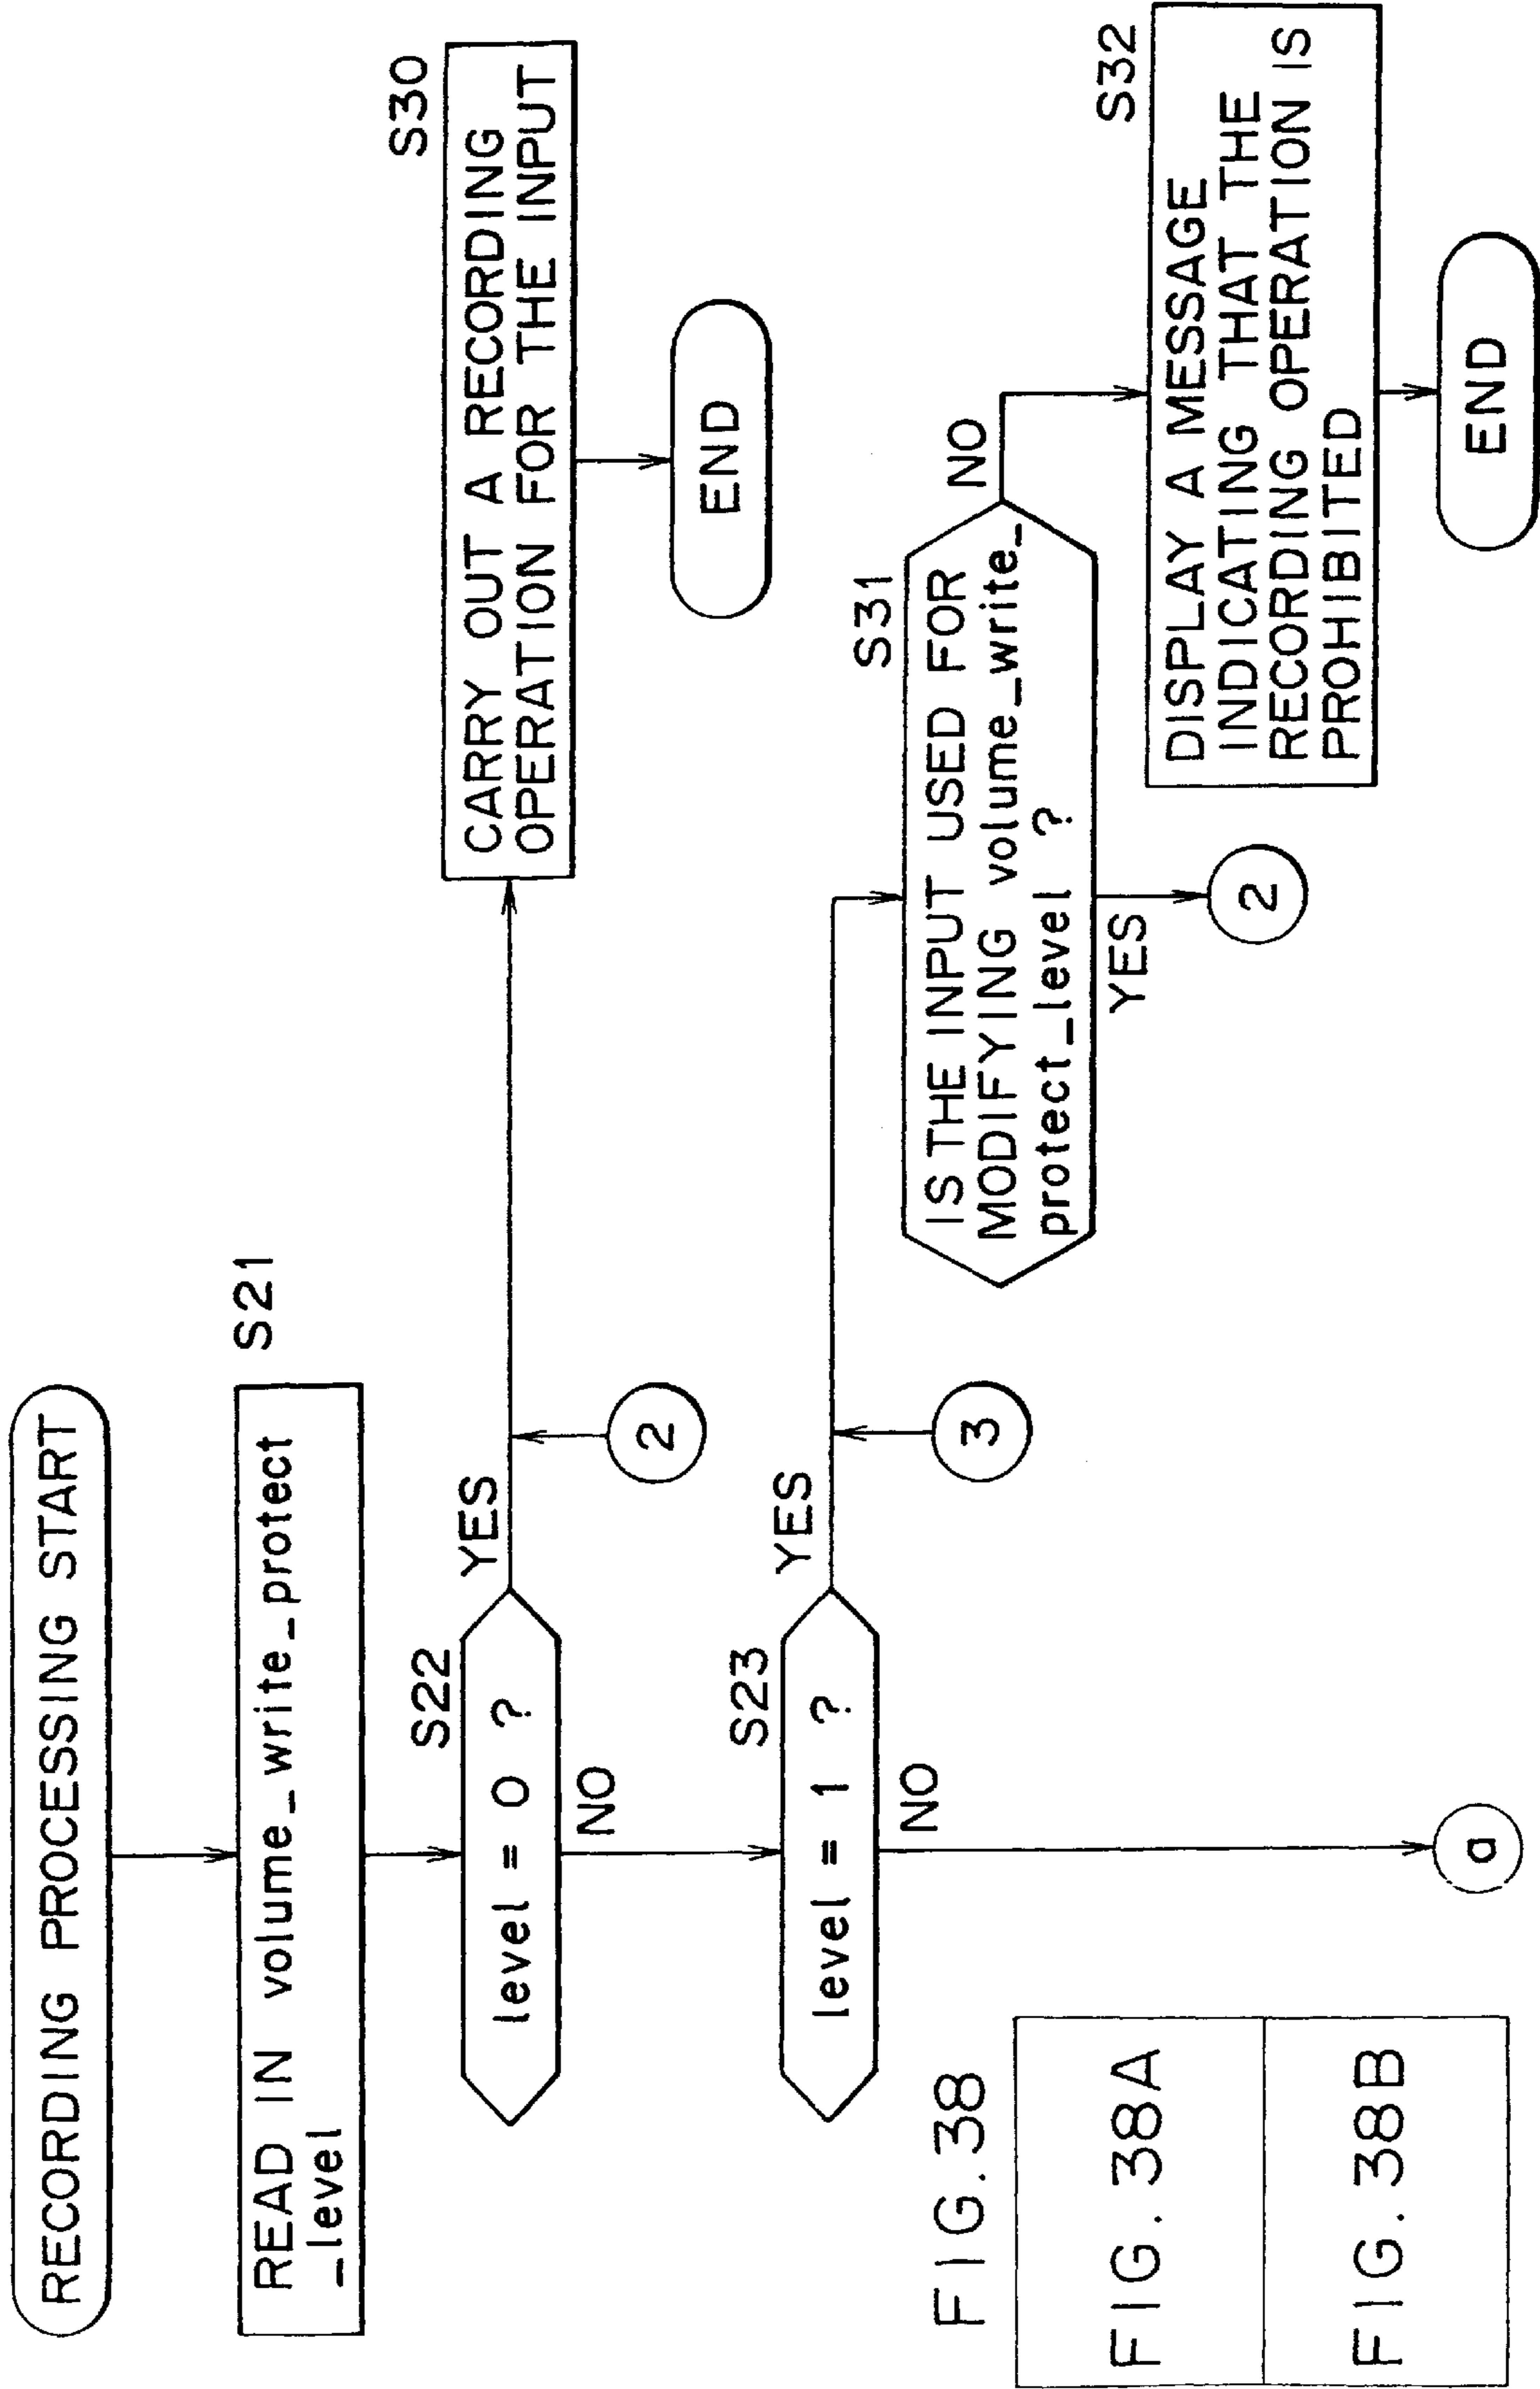 RECORDING PROCESSING START
S21
READ IN volume_write_protect
_level
S22
level = 0 ?
YES
NO
2
S30
CARRY OUT A RECORDING
OPERATION FOR THE INPUT
END
S23
level = 1 ?
YES
NO
3
S31
IS THE INPUT USED FOR
MODIFYING volume_write_
protect_level ?
NO
YES
2
S32
DISPLAY A MESSAGE
INDICATING THAT THE
RECORDING OPERATION IS
PROHIBITED
END
a
FIG.38
FIG. 38A
FIG. 38B